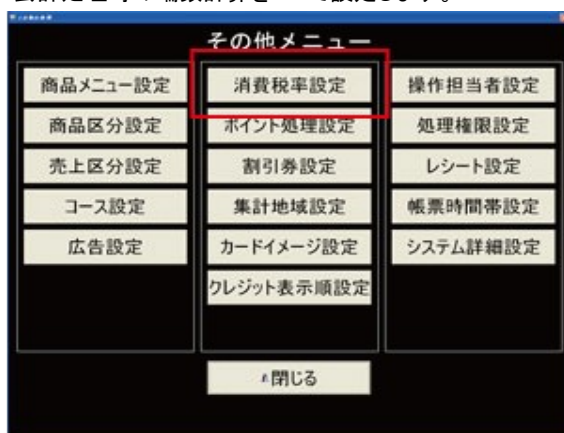 その他メニュー
商品メニュー設定
商品区分設定
売上区分設定
コース設定
広告設定
消費税率設定
ポイント処理設定
割引券設定
集計地域設定
カードイメージ設定
クレジット表示順設定
操作担当者設定
処理権限設定
レシート設定
帳票時間帯設定
システム詳細設定
閉じる